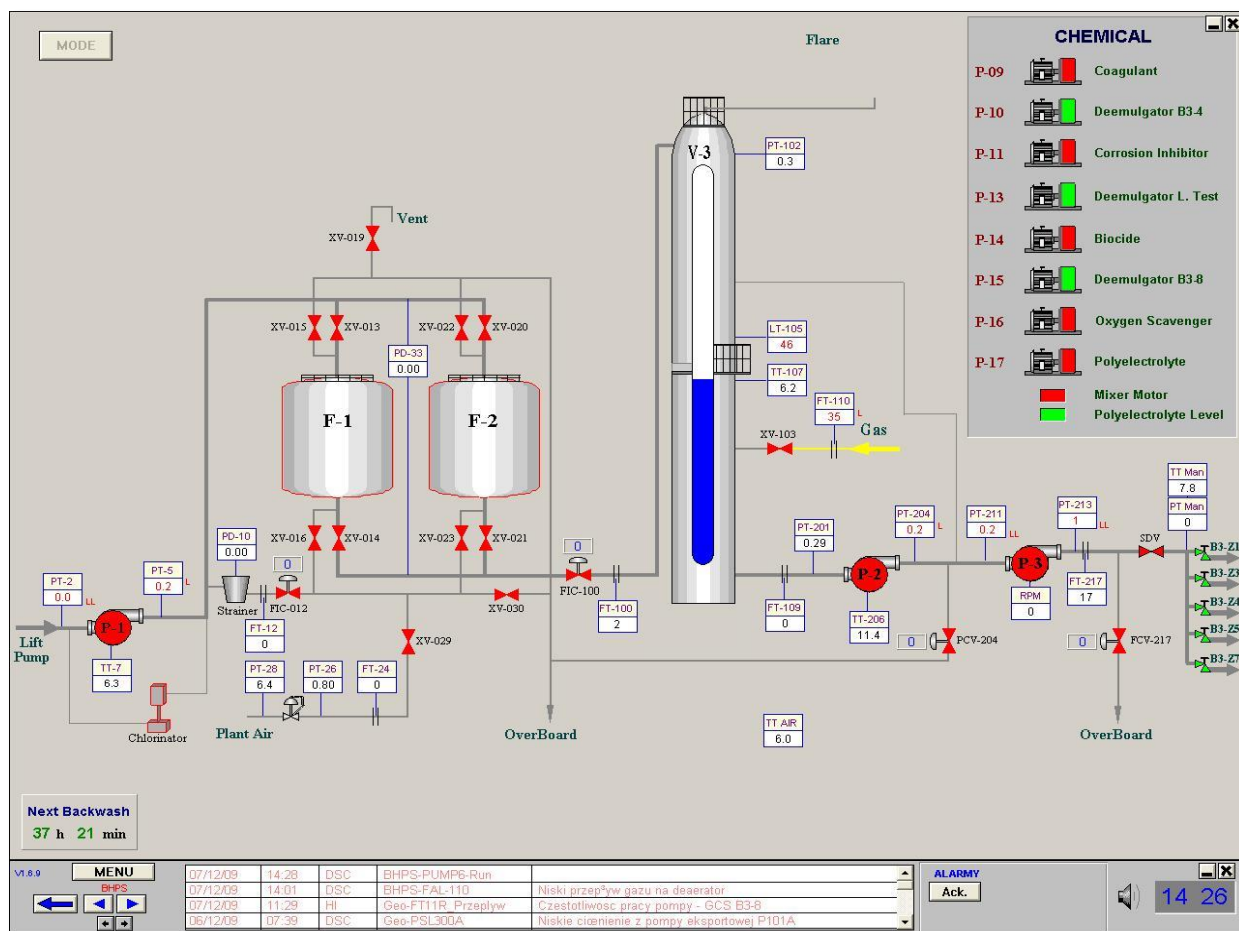 MODE
Flare
CHEMICAL
P-09 Coagulant
P-10 Deemulgator B3-4
P-11 Corrosion Inhibitor
P-13 Deemulgator L. Test
P-14 Biocide
P-15 Deemulgator B3-8
P-16 Oxygen Scavenger
P-17 Polyelectrolyte
Mixer Motor
Polyelectrolyte Level
V-3
PT-102
0.3
Vent
XV-019
XV-015
XV-013
XV-022
XV-020
PD-33
0.00
LT-105
46
TT-107
6.2
F-1
F-2
FT-110
35 L
Gas
XV-103
XV-016
XV-014
XV-023
XV-021
PD-10
0.00
0
FIC-100
FT-100
2
PT-2
0.0 LL
PT-5
0.2 L
Strainer
FIC-012
0
FT-12
0
XV-030
XV-029
P-1
Lift
Pump
TT-7
6.3
Chlorinator
PT-28
6.4
PT-26
0.80
FT-24
0
Plant Air
OverBoard
PT-201
0.29
FT-109
0
PT-204
0.2 L
P-2
TT-206
11.4
PT-211
0.2 LL
P-3
RPM
0
PT-213
1 LL
FT-217
17
SDV
TT Man
7.8
PT Man
0
B3-Z1
B3-Z3
B3-Z4
B3-Z5
B3-Z7
0
PCV-204
0
FCV-217
TT AIR
6.0
OverBoard
Next Backwash
37 h 21 min
V1.6.9
MENU
BHPS
07/12/09 14:28 DSC BHPS-PUMP6-Run
07/12/09 14:01 DSC BHPS-FAL-110 Niski przep³yw gazu na deaerator
07/12/09 11:29 HI Geo-FT11R_Przeplyw Czestotliwosc pracy pompy - GCS B3-8
06/12/09 07:39 DSC Geo-PSL300A Niskie ciœnienie z pompy eksportowej P101A
ALARMY
Ack.
14 26